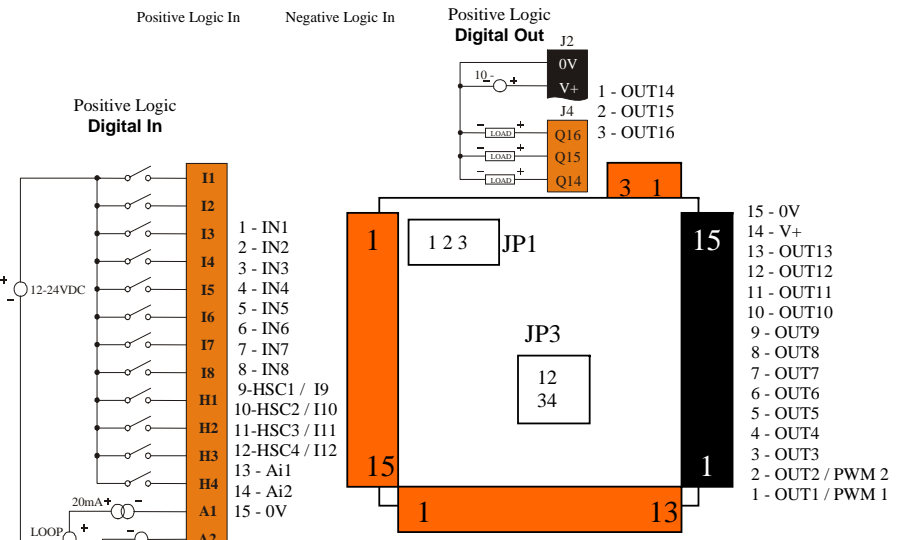 Positive Logic In
Negative Logic In
Positive Logic
Digital Out
J2
0V
10 -
- +
V+
J4
- LOAD + Q16
- LOAD + Q15
- LOAD + Q14
1 - OUT14
2 - OUT15
3 - OUT16
Positive Logic
Digital In
I1
I2
I3
I4
I5
I6
I7
I8
H1
H2
H3
H4
A1
A2
+
-
12-24VDC
20mA + -
LOOP + -
1 - IN1
2 - IN2
3 - IN3
4 - IN4
5 - IN5
6 - IN6
7 - IN7
8 - IN8
9-HSC1 / I9
10-HSC2 / I10
11-HSC3 / I11
12-HSC4 / I12
13 - Ai1
14 - Ai2
15 - 0V
3 1
1
15
1 2 3
JP1
JP3
12
34
15
1
1
13
15 - 0V
14 - V+
13 - OUT13
12 - OUT12
11 - OUT11
10 - OUT10
9 - OUT9
8 - OUT8
7 - OUT7
6 - OUT6
5 - OUT5
4 - OUT4
3 - OUT3
2 - OUT2 / PWM 2
1 - OUT1 / PWM 1